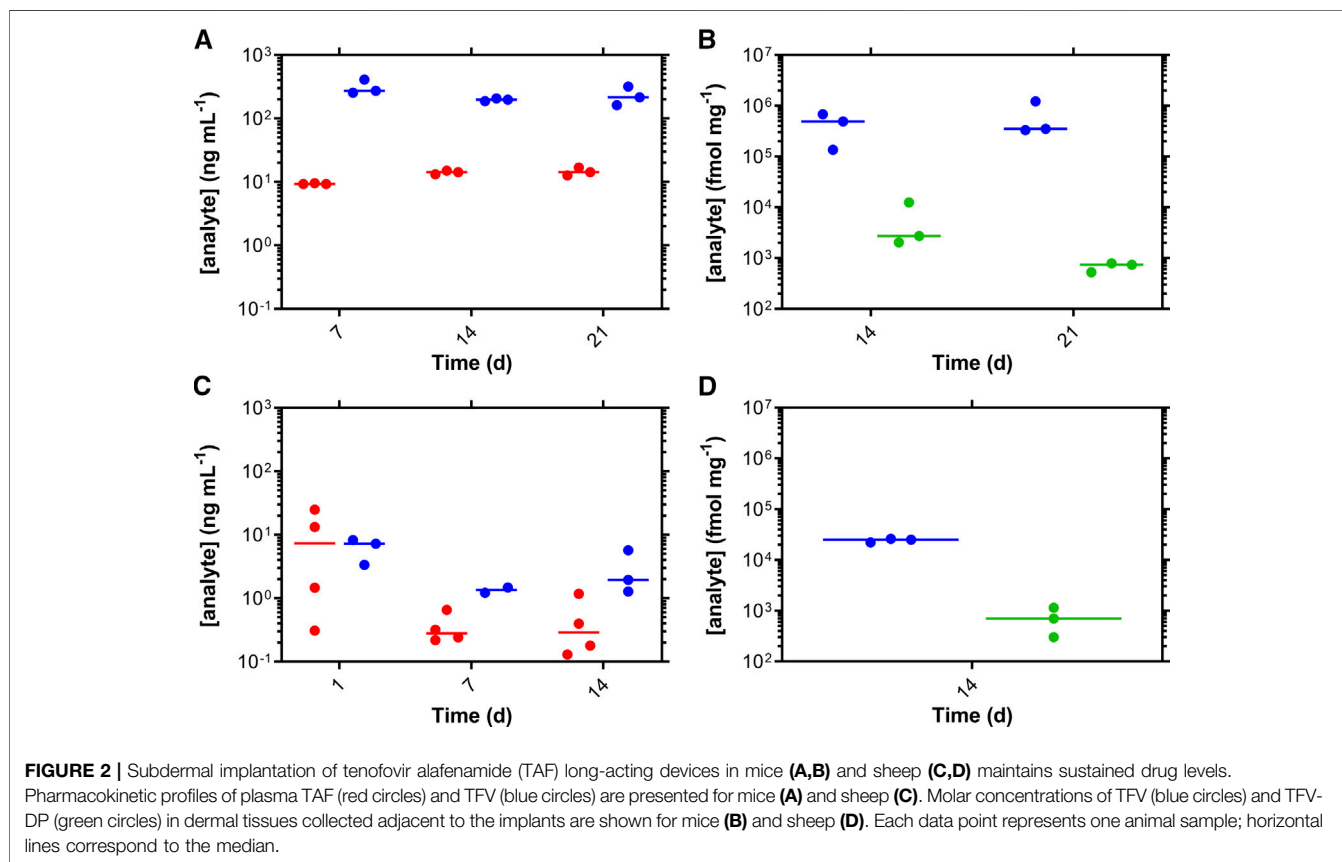 A
[analyte] (ng mL⁻¹)
10³
10²
10¹
10⁰
10⁻¹
7
14
21
Time (d)
B
[analyte] (fmol mg⁻¹)
10⁷
10⁶
10⁵
10⁴
10³
10²
14
21
Time (d)
C
[analyte] (ng mL⁻¹)
10³
10²
10¹
10⁰
10⁻¹
1
7
14
Time (d)
D
[analyte] (fmol mg⁻¹)
10⁷
10⁶
10⁵
10⁴
10³
10²
14
Time (d)
FIGURE 2 | Subdermal implantation of tenofovir alafenamide (TAF) long-acting devices in mice (A,B) and sheep (C,D) maintains sustained drug levels.
Pharmacokinetic profiles of plasma TAF (red circles) and TFV (blue circles) are presented for mice (A) and sheep (C). Molar concentrations of TFV (blue circles) and TFV-
DP (green circles) in dermal tissues collected adjacent to the implants are shown for mice (B) and sheep (D). Each data point represents one animal sample; horizontal
lines correspond to the median.